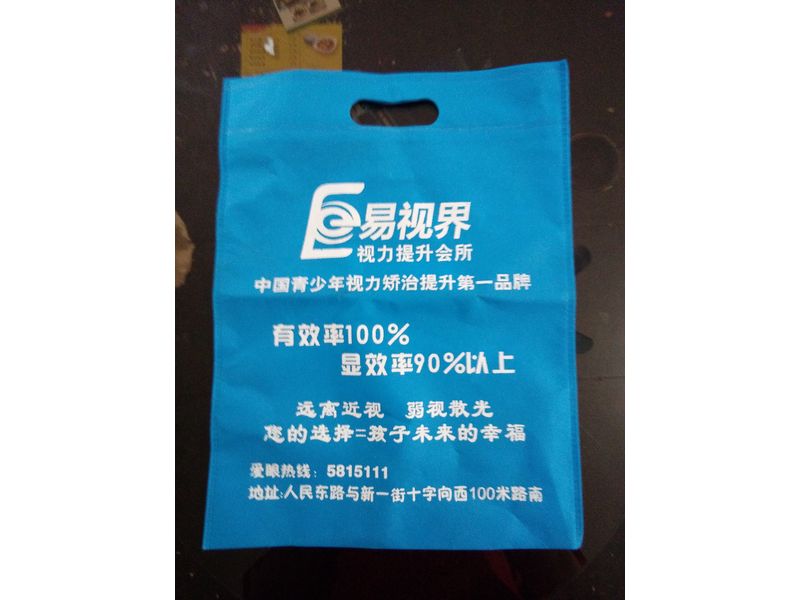 易视界
视力提升会所
中国青少年视力矫治提升第一品牌
有效率100%
显效率90%以上
远离近视 弱视散光
您的选择=孩子未来的幸福
爱眼热线：5815111
地址:人民东路与新一街十字向西100米路南